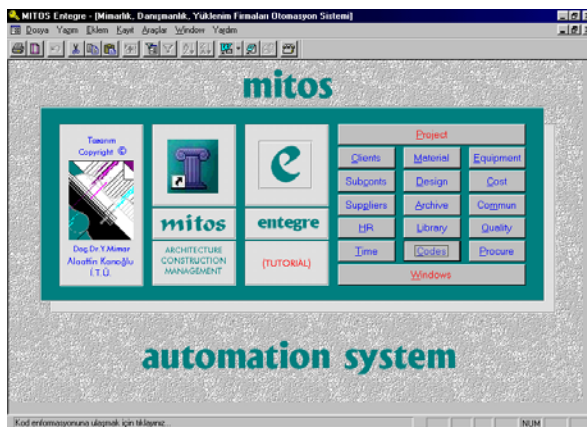 MITOS Entegre - [Mimarlık, Danışmanlık, Yüklenim Firmaları Otomasyon Sistemi]
Dosya Yapım Eklem Kayıt Araçlar Window Yardım
mitos
Tasarım
Copyright ©
Doç.Dr.Y.Mimar
Alaattin Kanoğlu
İ.T.Ü.
mitos
ARCHITECTURE
CONSTRUCTION
MANAGEMENT
e
entegre
(TUTORIAL)
Project
Clients Material Equipment
Subconts Design Cost
Suppliers Archive Commun
HR Library Quality
Time Codes Procure
Windows
automation system
Kod enformasyonuna ulaşmak için tıklayınız...
NUM